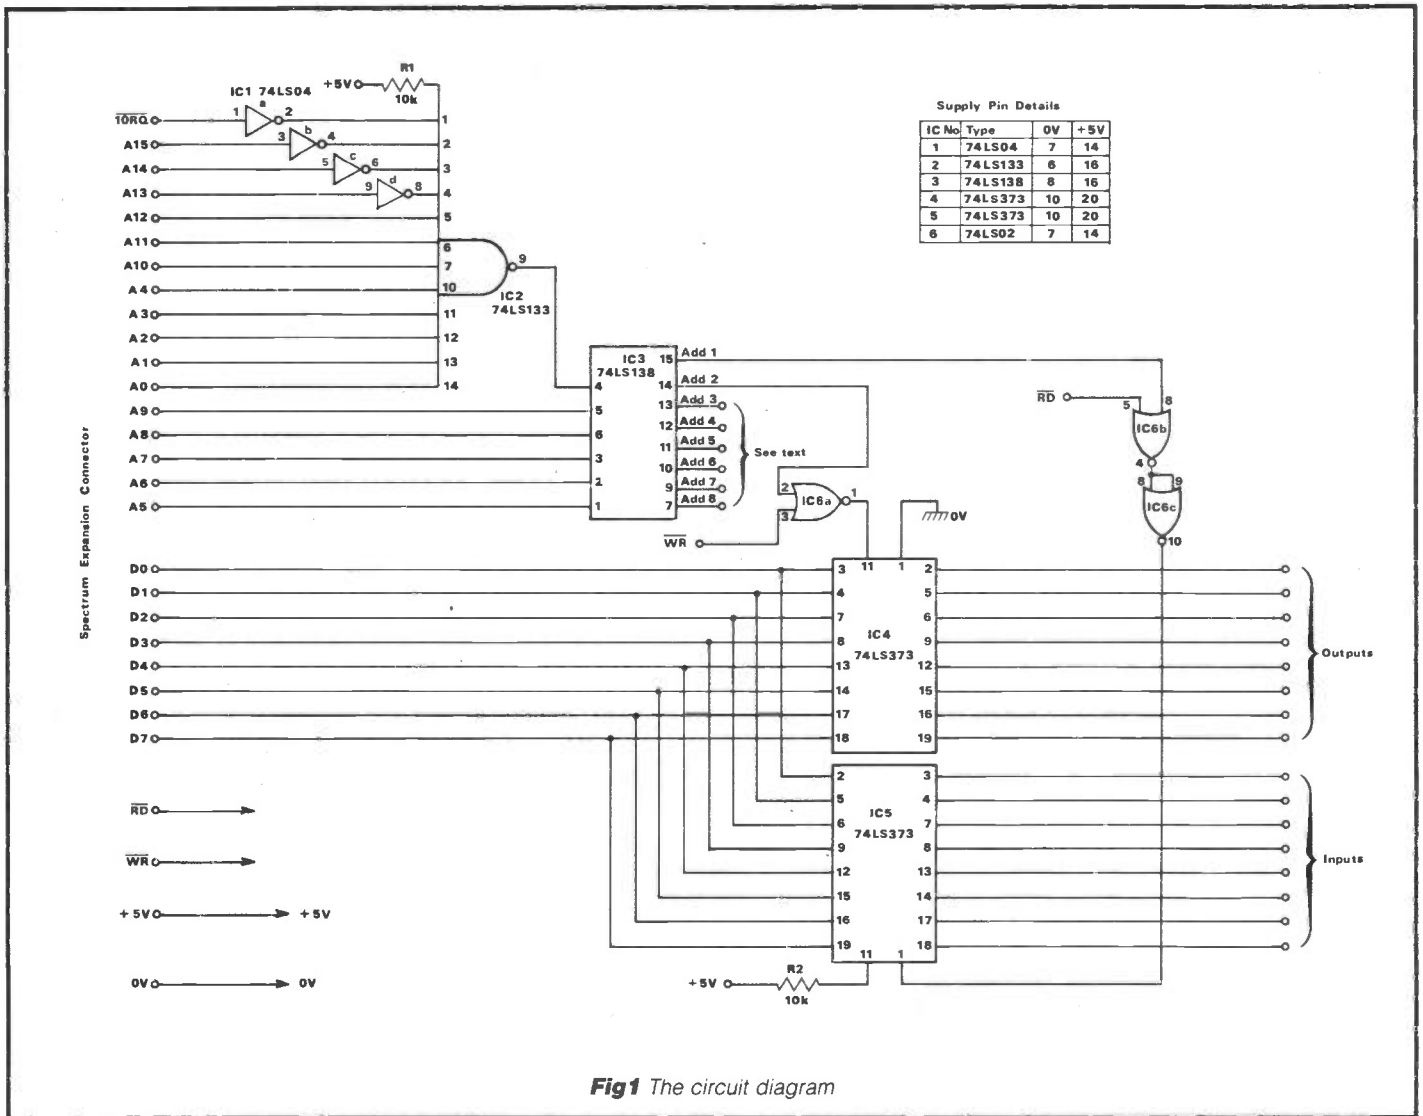 +5V
R1
10k
IC1 74LS04
a
1
2
b
3
4
c
5
6
d
9
8
10RQ
A15
A14
A13
A12
A11
A10
A4
A3
A2
A1
A0
A9
A8
A7
A6
A5
1
2
3
4
5
6
7
10
11
12
13
14
9
IC2
74LS133
Supply Pin Details
IC No Type 0V +5V
1 74LS04 7 14
2 74LS133 6 16
3 74LS138 8 16
4 74LS373 10 20
5 74LS373 10 20
6 74LS02 7 14
IC3
74LS138
4
5
6
3
2
1
15 Add 1
14 Add 2
13 Add 3
12 Add 4
11 Add 5
10 Add 6
9 Add 7
7 Add 8
See text
RD
5
8
IC6b
4
8
9
IC6c
10
2
3
IC6a
1
WR
0V
Spectrum Expansion Connector
D0
D1
D2
D3
D4
D5
D6
D7
11 1
3 2
4 5
7 6
8 9
13 12
14 15
17 16
18 19
IC4
74LS373
Outputs
2 3
5 4
6 7
9 8
12 13
15 14
16 17
19 18
IC5
74LS373
11 1
Inputs
RD
WR
+5V +5V
0V 0V
+5V
R2
10k
Fig1 The circuit diagram